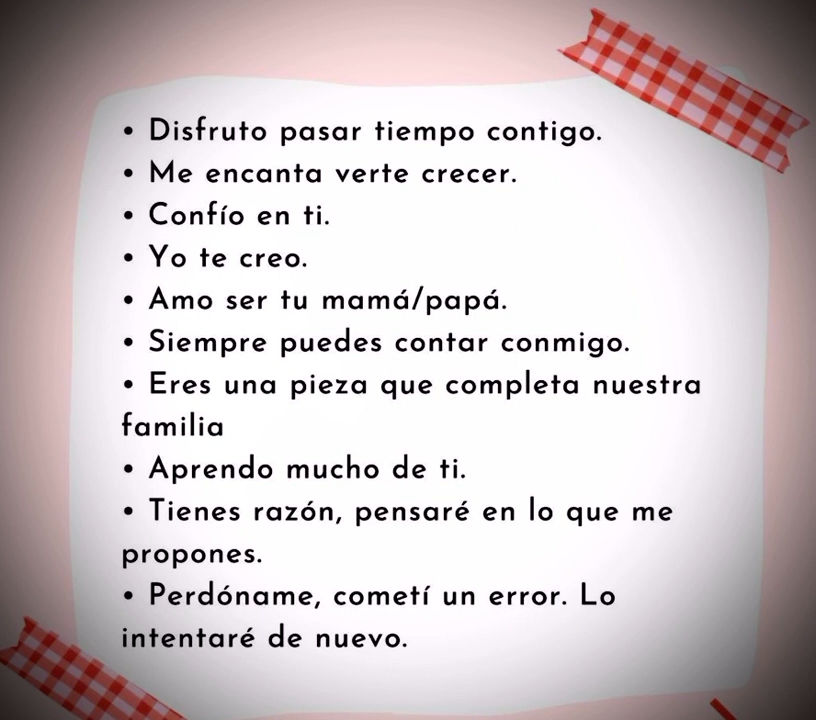 • Disfruto pasar tiempo contigo.
• Me encanta verte crecer.
• Confío en ti.
• Yo te creo.
• Amo ser tu mamá/papá.
• Siempre puedes contar conmigo.
• Eres una pieza que completa nuestra
familia
• Aprendo mucho de ti.
• Tienes razón, pensaré en lo que me
propones.
• Perdóname, cometí un error. Lo
intentaré de nuevo.